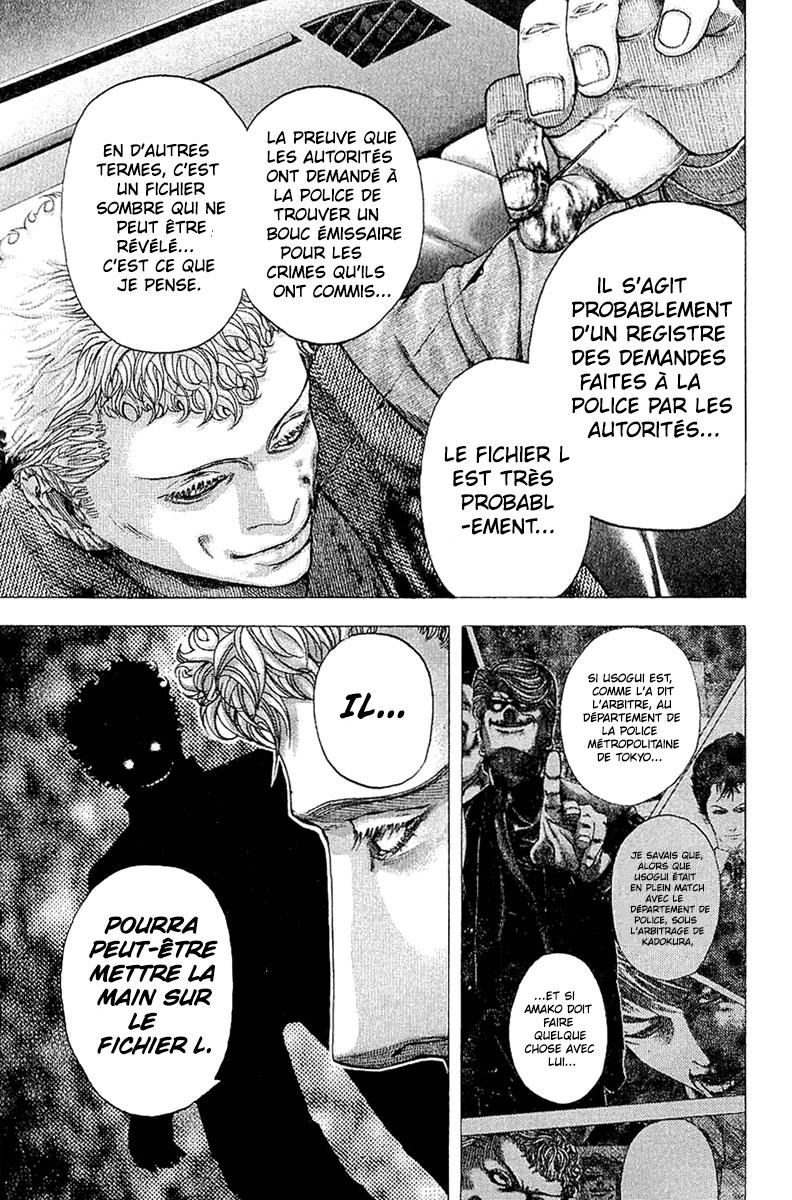 LE FICHIER L
EST TRÈS
PROBABL
-EMENT...
IL S'AGIT
PROBABLEMENT
D'UN REGISTRE
DES DEMANDES
FAITES À LA
POLICE PAR LES
AUTORITÉS...
LA PREUVE QUE
LES AUTORITÉS
ONT DEMANDÉ À
LA POLICE DE
TROUVER UN
BOUC ÉMISSAIRE
POUR LES
CRIMES QU'ILS
ONT COMMIS...
EN D'AUTRES
TERMES, C'EST
UN FICHIER
SOMBRE QUI NE
PEUT ÊTRE
RÉVÉLÉ...
C'EST CE QUE
JE PENSE.
SI USOGUI EST,
COMME L'A DIT
L'ARBITRE, AU
DÉPARTEMENT DE
LA POLICE
MÉTROPOLITAINE
DE TOKYO...
JE SAVAIS QUE,
ALORS QUE
USOGUI ÉTAIT
EN PLEIN MATCH
AVEC LE
DÉPARTEMENT DE
POLICE, SOUS
L'ARBITRAGE DE
KADOKURA,
...ET SI
AMAKO DOIT
FAIRE
QUELQUE
CHOSE AVEC
LUI...
IL...
POURRA
PEUT-ÊTRE
METTRE LA
MAIN SUR
LE
FICHIER L.